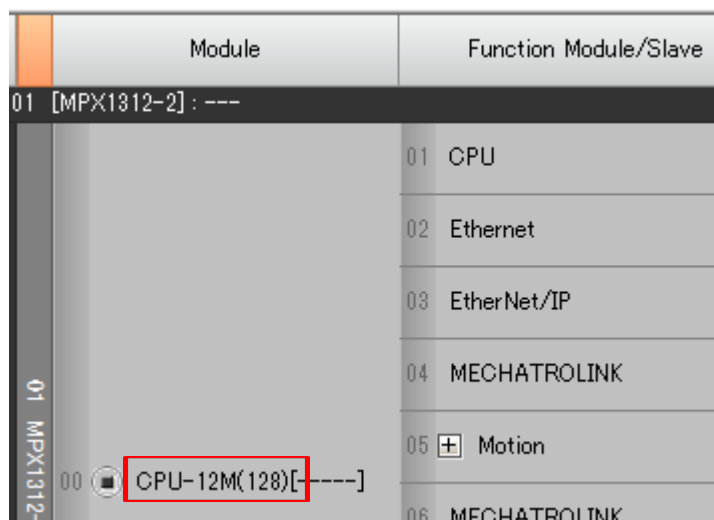 Module
Function Module/Slave
01 [MPX1312-2] : ---
01 CPU
02 Ethernet
03 EtherNet/IP
04 MECHATROLINK
05 Motion
01 MPX1312-
00 CPU-12M(128)[-----]
06 MECHATROLINK